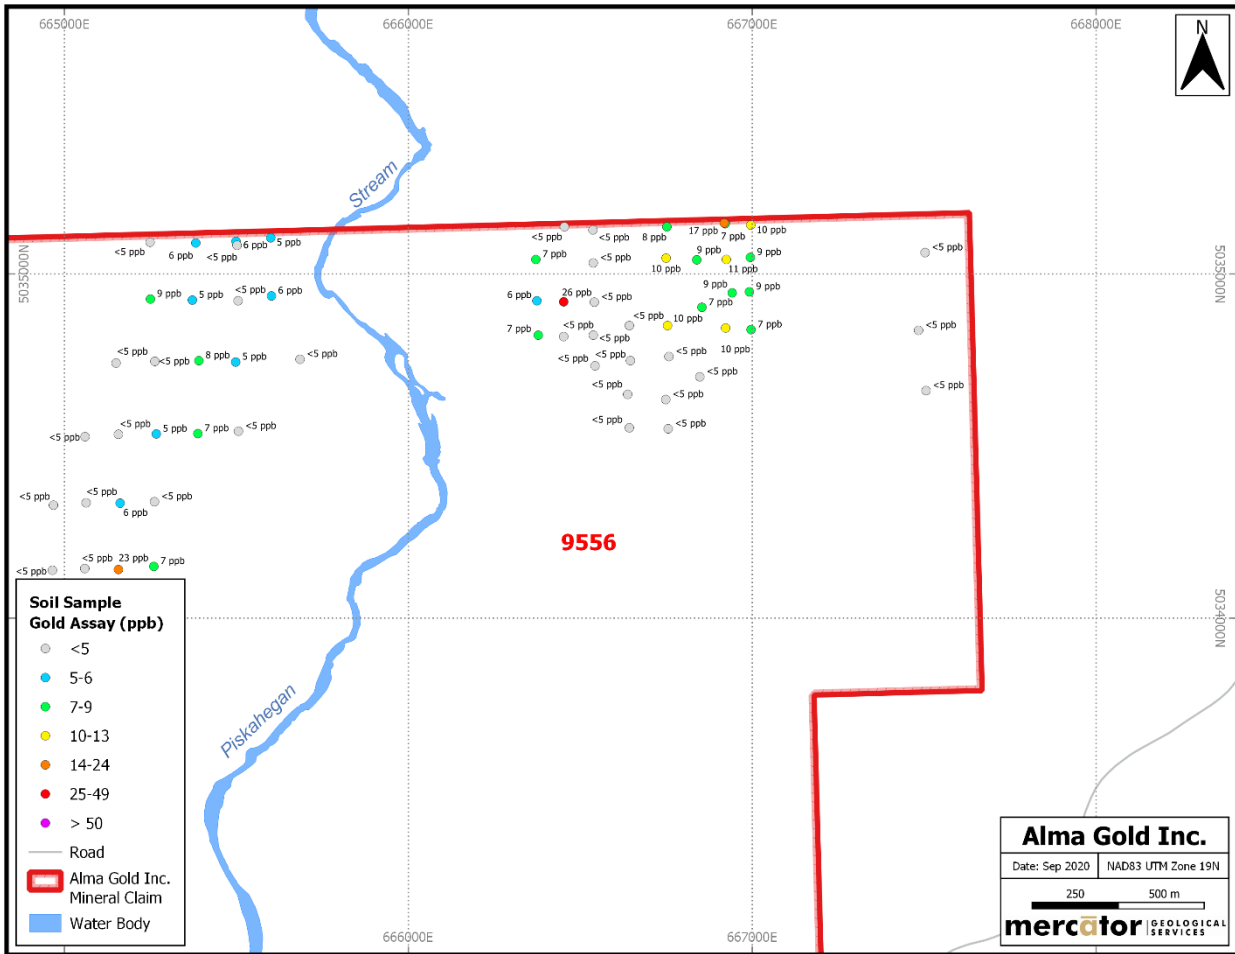 665000E
666000E
667000E
668000E
N
Stream
<5 ppb
6 ppb
<5 ppb
6 ppb
5 ppb
<5 ppb
<5 ppb
8 ppb
17 ppb
7 ppb
10 ppb
<5 ppb
5035000N
5035000N
7 ppb
<5 ppb
10 ppb
9 ppb
11 ppb
9 ppb
9 ppb
5 ppb
<5 ppb
6 ppb
6 ppb
26 ppb
<5 ppb
9 ppb
9 ppb
7 ppb
7 ppb
<5 ppb
<5 ppb
<5 ppb
10 ppb
10 ppb
7 ppb
<5 ppb
<5 ppb
<5 ppb
8 ppb
5 ppb
<5 ppb
<5 ppb
<5 ppb
<5 ppb
<5 ppb
<5 ppb
<5 ppb
<5 ppb
<5 ppb
<5 ppb
5 ppb
7 ppb
<5 ppb
<5 ppb
<5 ppb
<5 ppb
<5 ppb
6 ppb
<5 ppb
9556
<5 ppb
<5 ppb
23 ppb
7 ppb
5034000N
Piskahegan
Soil Sample
Gold Assay (ppb)
<5
5-6
7-9
10-13
14-24
25-49
> 50
Road
Alma Gold Inc.
Mineral Claim
Water Body
Alma Gold Inc.
Date: Sep 2020
NAD83 UTM Zone 19N
250
500 m
mercātor
GEOLOGICAL
SERVICES
666000E
667000E